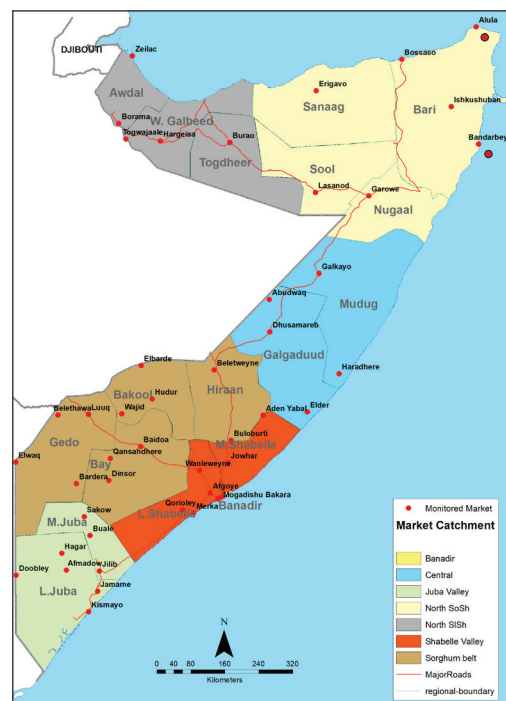 Alula
DJIBOUTI
Zeilac
Bossaso
Erigavo
Awdal
Sanaag
Bari
Ishkushuban
Borama
W. Galbeed
Togwajaale
Hargeisa
Burao
Bandarbeyla
Togdheer
Sool
Lasanod
Garowe
Nugaal
Galkayo
Abudwaq
Mudug
Dhusamareb
Galgaduud
Elbarde
Beletweyne
Haradhere
Bakool
Hudur
Hiraan
Belethawa
Luuq
Wajid
Aden Yabal
Elder
Gedo
Baidoa
Buloburti
M.Shabelle
Elwaq
Qansahdhere
Bay
Jowhar
Wanleweyne
Bardera
Dinsor
Afgoye
Mogadishu Bakara
Qorioley
Merka
Banadir
L.Shabelle
Sakow
M.Juba
Buale
Hagar
Doobley
Afmadow
Jilib
L.Juba
Jamame
Kismayo
N
0 40 80 160 240 320
Kilometers
Monitored Market
Market Catchment
Banadir
Central
Juba Valley
North SoSh
North SlSh
Shabelle Valley
Sorghum belt
MajorRoads
regional-boundary